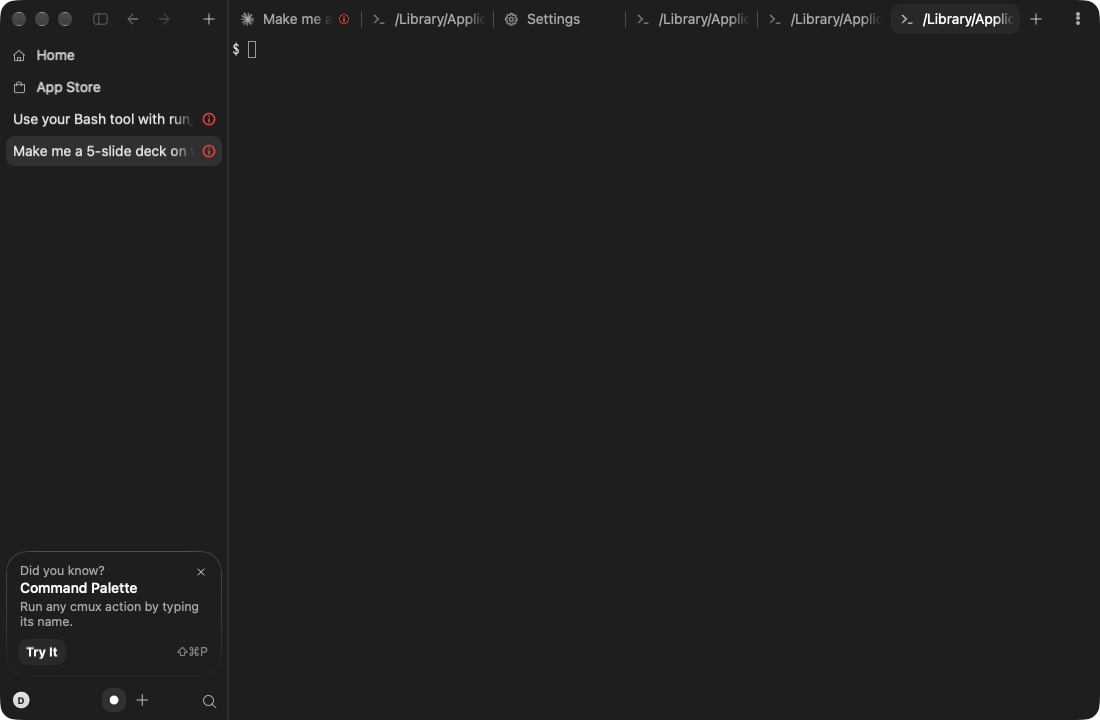 Make me a
/Library/Applic
Settings
/Library/Applic
/Library/Applic
/Library/Applic
Home
App Store
Use your Bash tool with run_
Make me a 5-slide deck on
$
Did you know?
Command Palette
Run any cmux action by typing
its name.
Try It
⇧⌘P
D